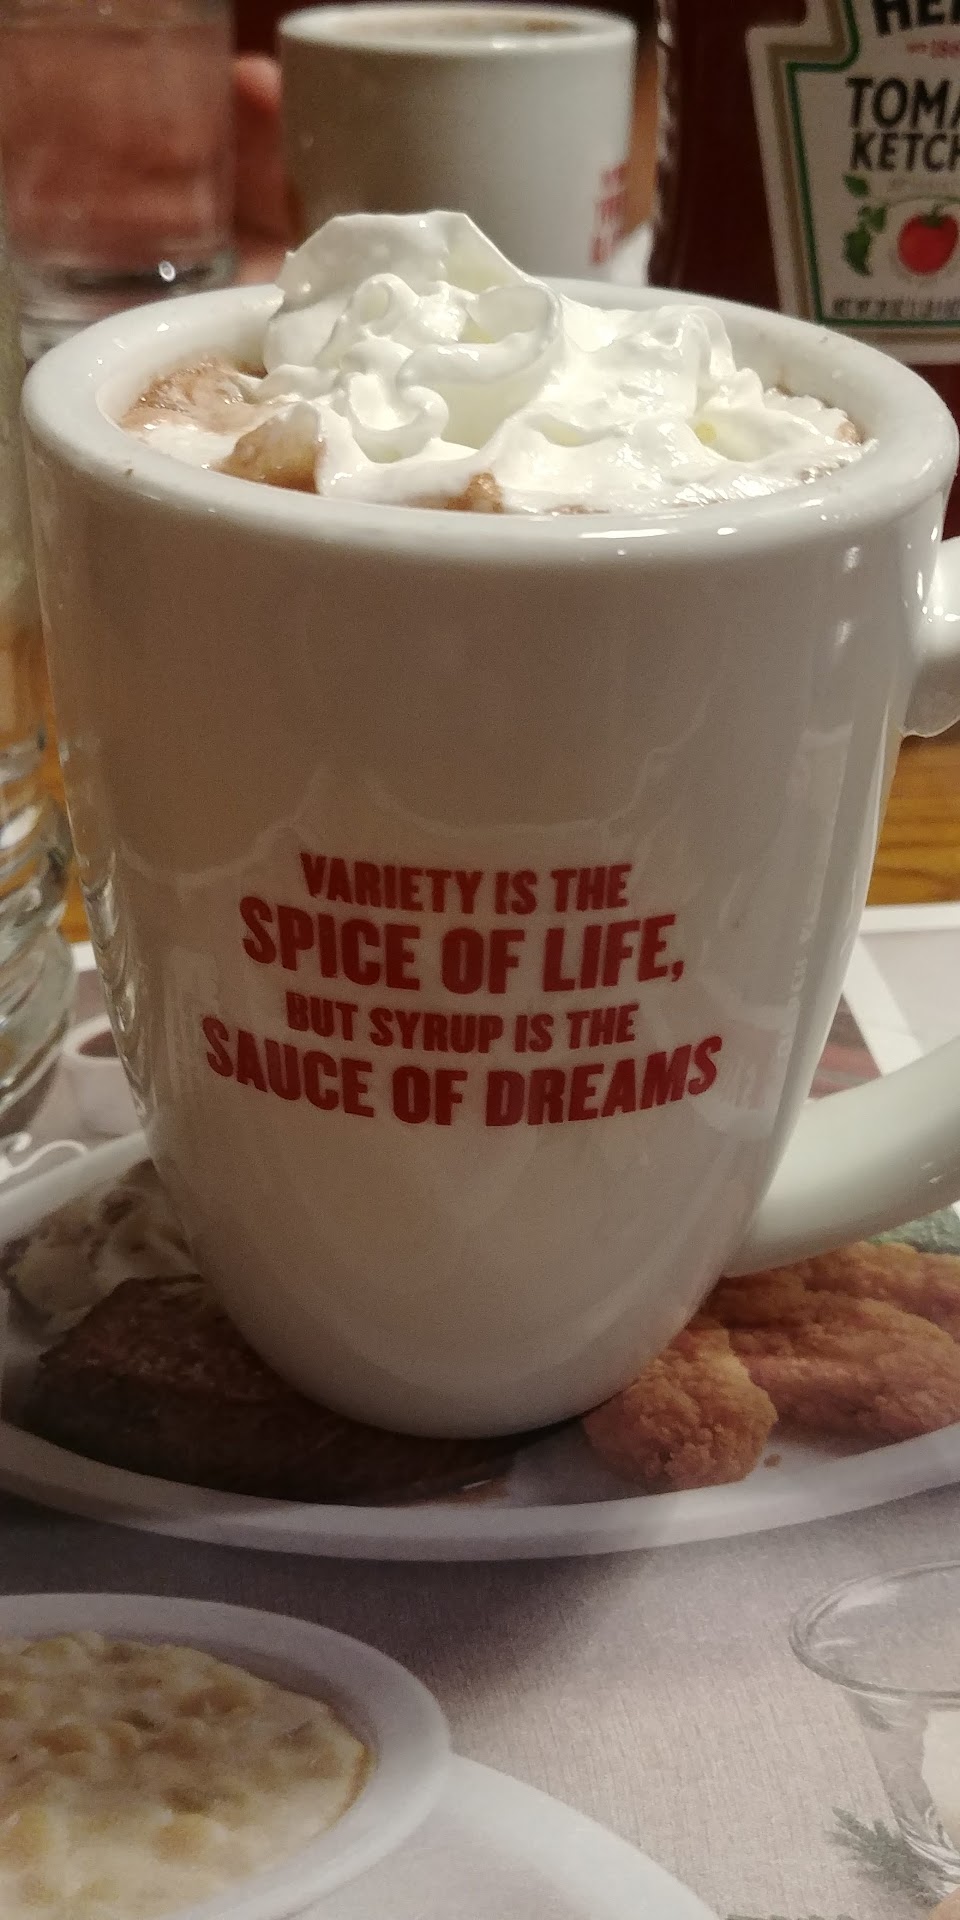 TOMA
KETCH
VARIETY IS THE
SPICE OF LIFE,
BUT SYRUP IS THE
SAUCE OF DREAMS